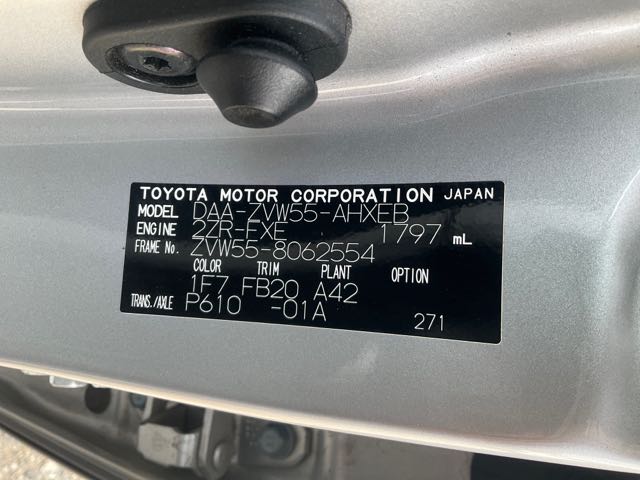 TOYOTA MOTOR CORPORATION JAPAN
MODEL DAA-ZVW55-AHXEB
ENGINE 2ZR-FXE 1797 mL
FRAME No. ZVW55-8062554
COLOR TRIM PLANT OPTION
1F7 FB20 A42
TRANS./AXLE P610 -01A
271